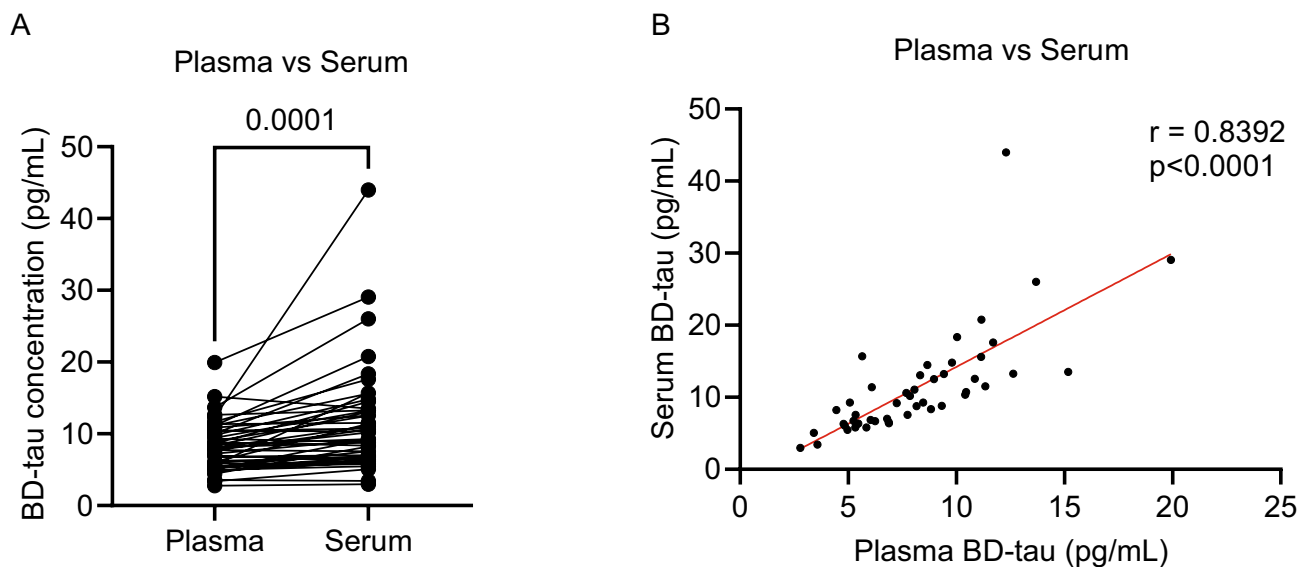 A
Plasma vs Serum
0.0001
BD-tau concentration (pg/mL)
50
40
30
20
10
0
Plasma
Serum
B
Plasma vs Serum
r = 0.8392
p<0.0001
Serum BD-tau (pg/mL)
50
40
30
20
10
0
0
5
10
15
20
25
Plasma BD-tau (pg/mL)